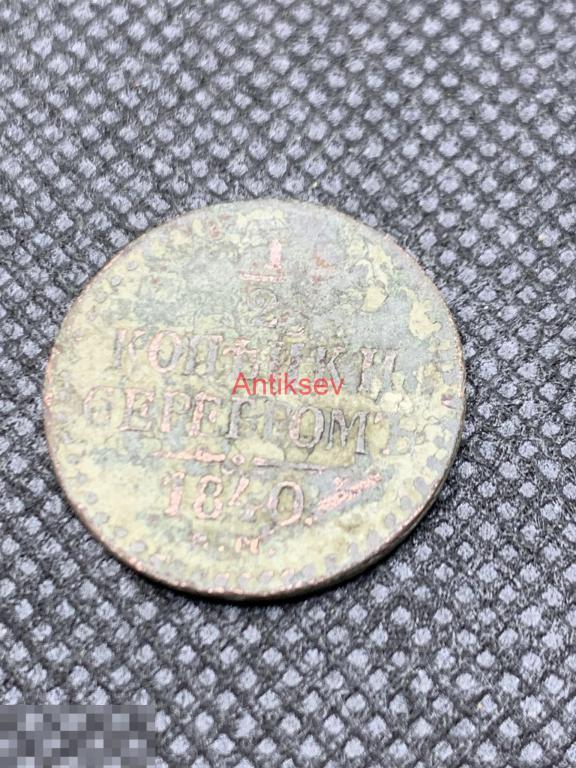 1
2
КОПѢЙКИ
Antiksev
СЕРЕБРОМЪ
1840.